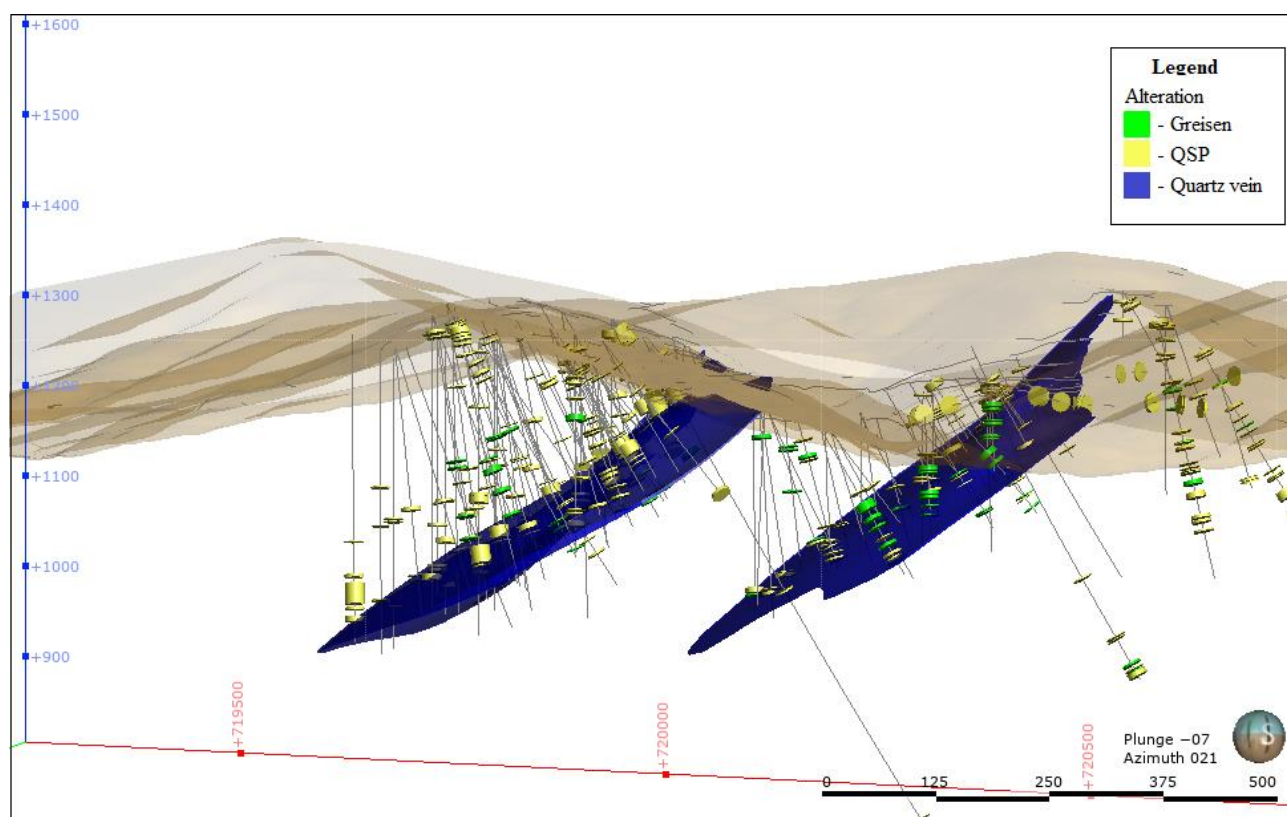 +1600
+1500
+1400
+1300
+1200
+1100
+1000
+900
Legend
Alteration
- Greisen
- QSP
- Quartz vein
+719500
+720000
+720500
Plunge −07
Azimuth 021
S
0 125 250 375 500